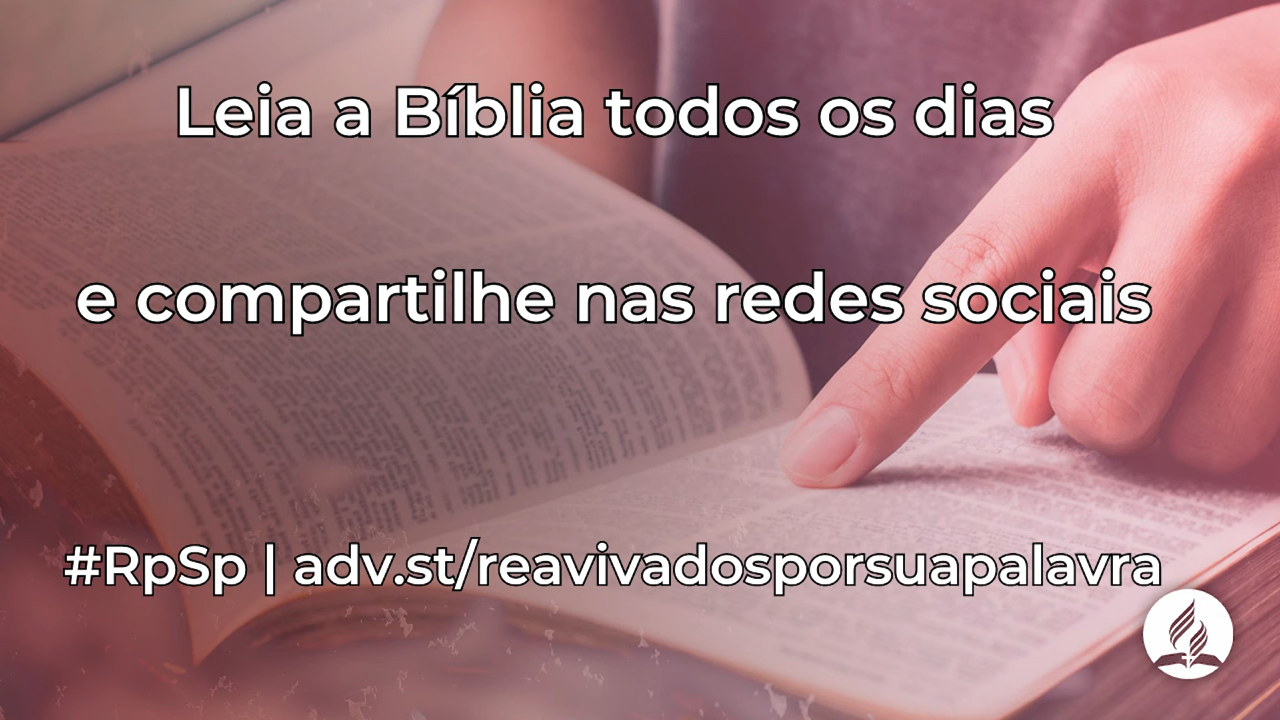 Leia a Bíblia todos os dias
e compartilhe nas redes sociais
#RpSp | adv.st/reavivadosporsuapalavra